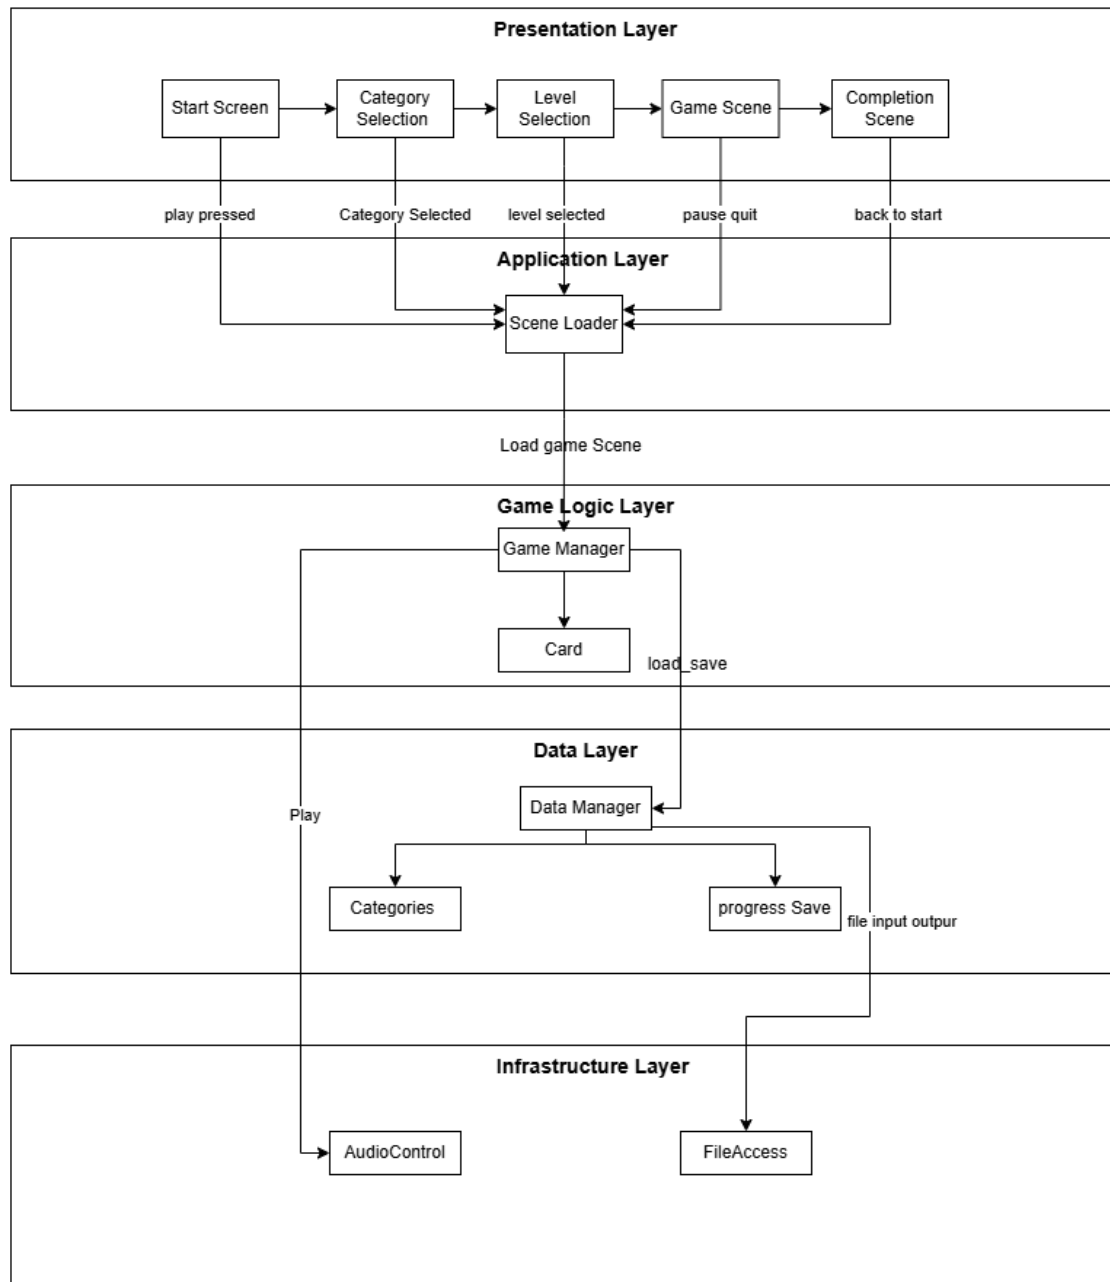 Presentation Layer
Start Screen
Category
Selection
Level
Selection
Game Scene
Completion
Scene
play pressed
Category Selected
level selected
pause quit
back to start
Application Layer
Scene Loader
Load game Scene
Game Logic Layer
Game Manager
Card
load_save
Data Layer
Data Manager
Play
Categories
progress Save
file input outpur
Infrastructure Layer
AudioControl
FileAccess